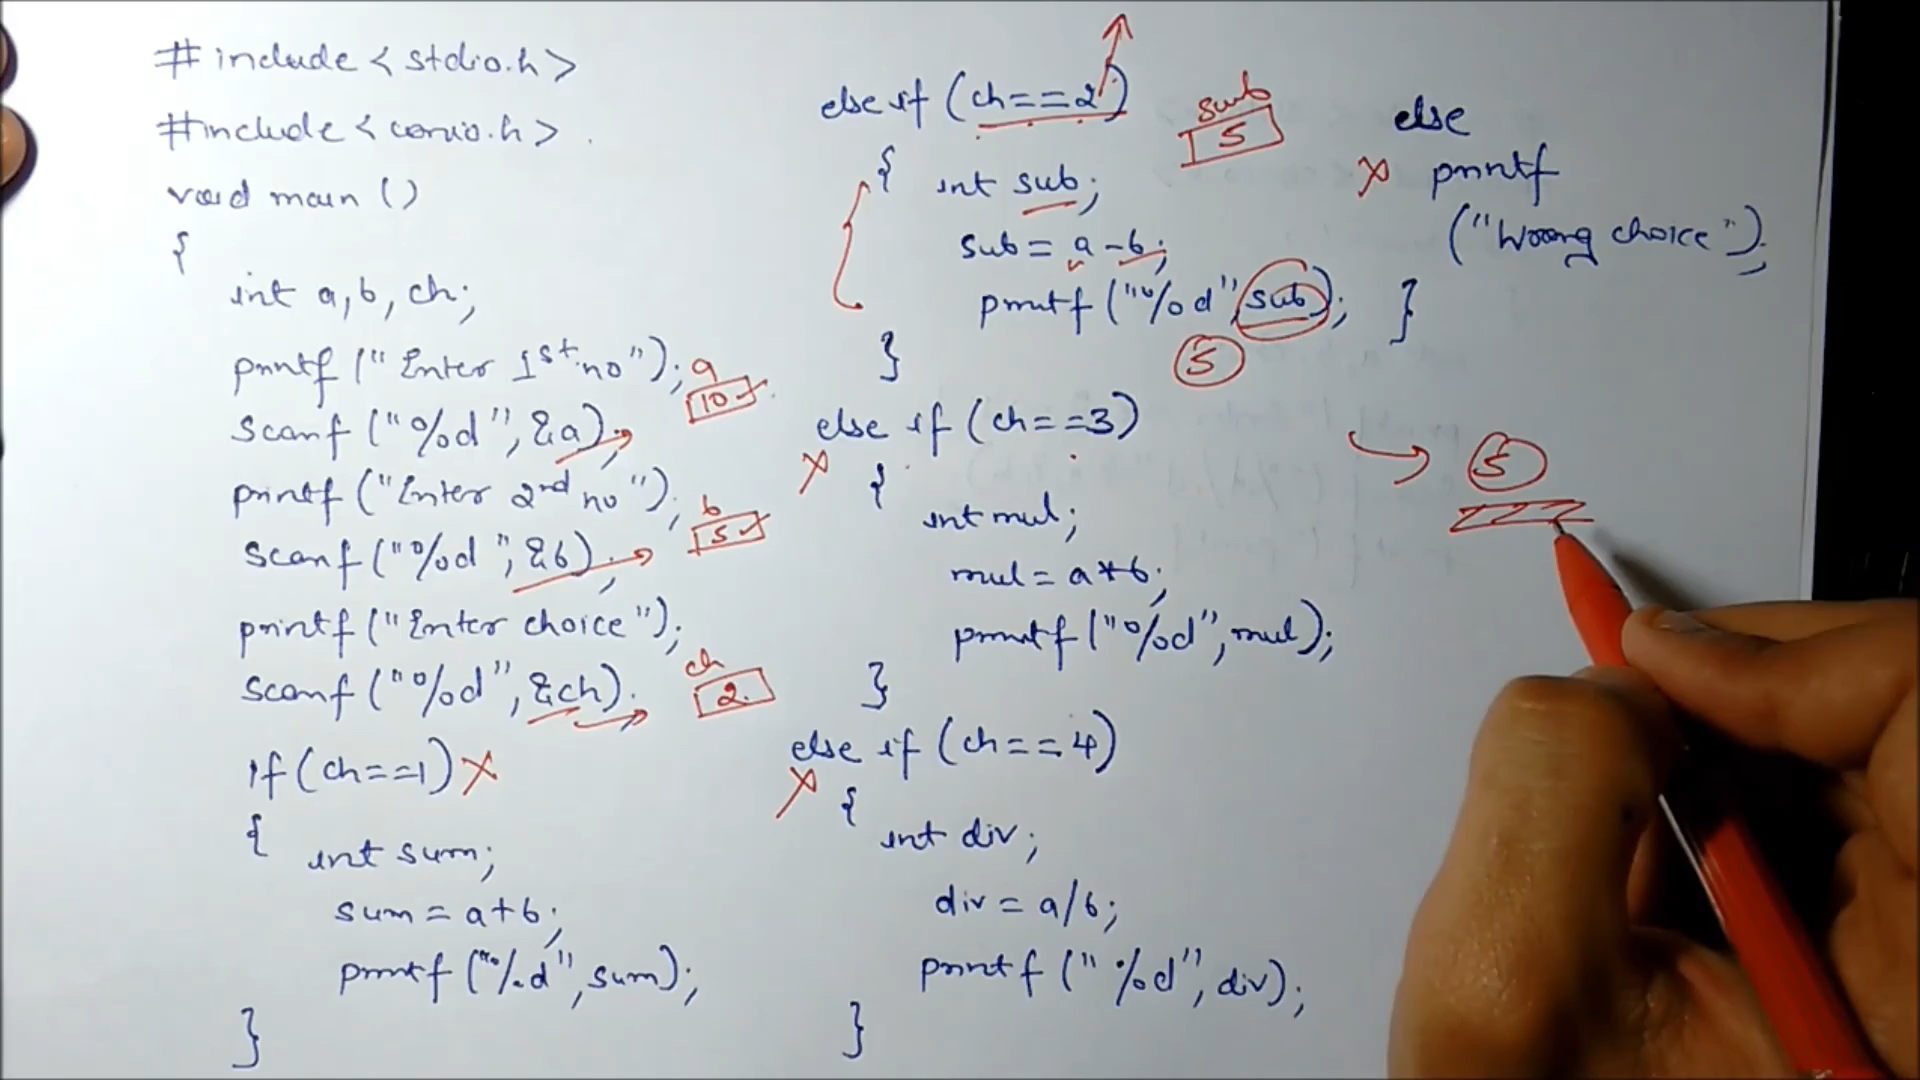 #include <stdio.h>
#include <conio.h>
void main ()
{
int a, b, ch;
printf (" Enter 1st no "); a
10
scanf ("%d", &a);
printf ("Enter 2nd no "); b
5
scanf ("%d ", &b);
printf ("Enter choice ");
ch
scanf ("%d", &ch). 2
if (ch==1) x
{ int sum;
sum = a+b;
printf ("%d", sum);
}
else if (ch==2) sub
5
{ int sub;
sub = a-b;
printf ("%d", sub);
5
}
else if (ch==3)
x
{
int mul;
mul = a*b;
printf ("%d", mul);
}
else if (ch==4)
x
{
int div;
div = a/b;
printf (" %d", div);
}
else
x printf
("Wrong choice");
}
5